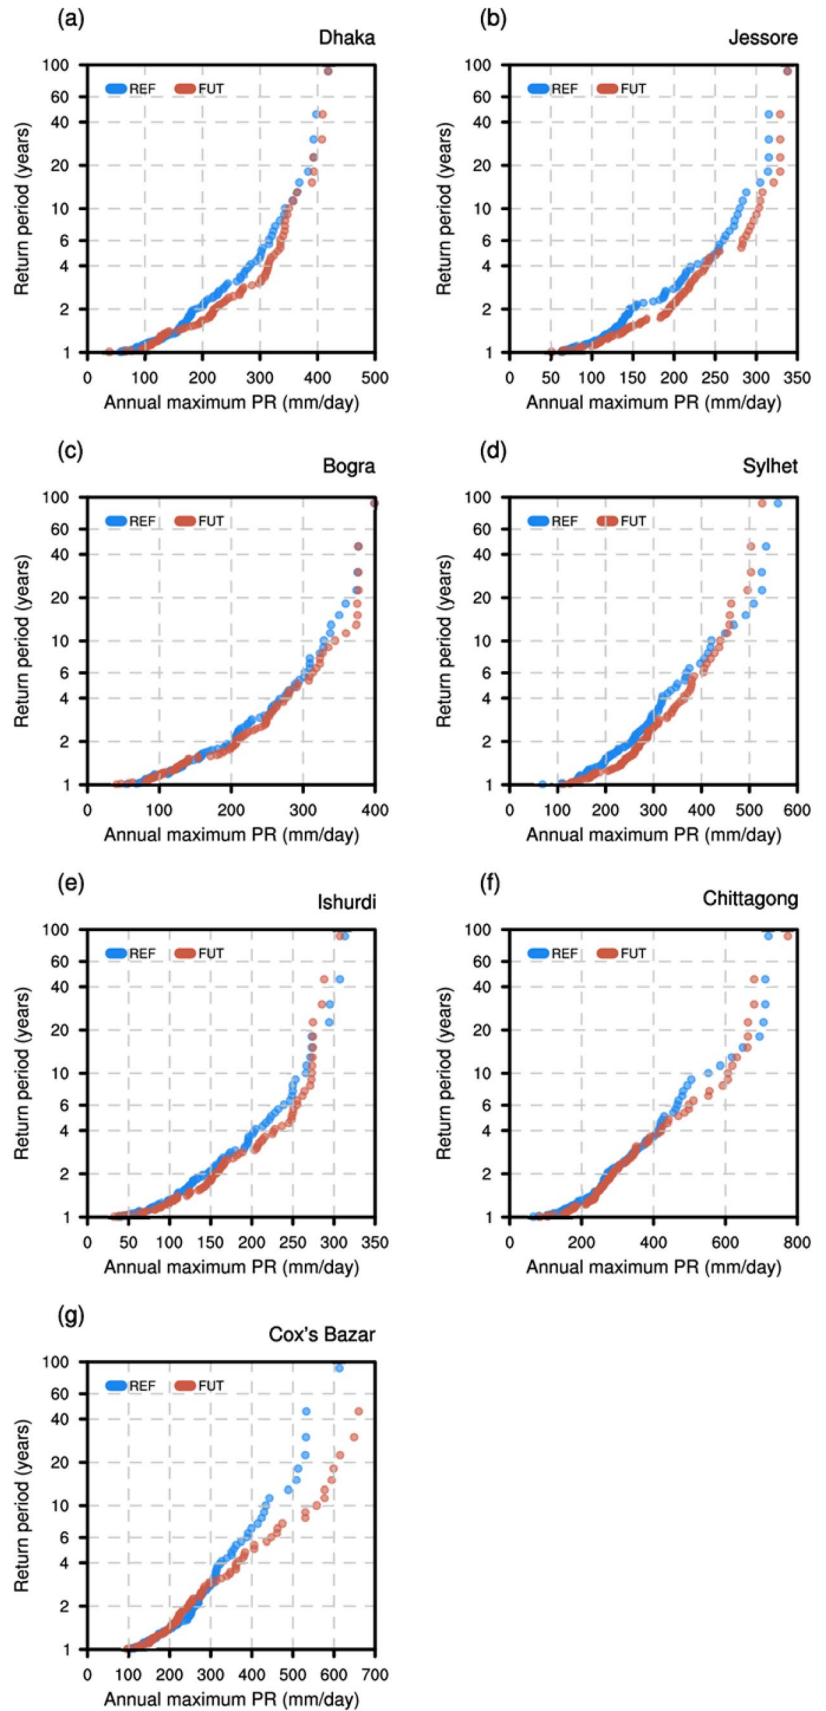 (a)
Dhaka
Return period (years)
100
60
40
20
10
6
4
2
1
REF FUT
0 100 200 300 400 500
Annual maximum PR (mm/day)
(b)
Jessore
Return period (years)
100
60
40
20
10
6
4
2
1
REF FUT
0 50 100 150 200 250 300 350
Annual maximum PR (mm/day)
(c)
Bogra
Return period (years)
100
60
40
20
10
6
4
2
1
REF FUT
0 100 200 300 400
Annual maximum PR (mm/day)
(d)
Sylhet
Return period (years)
100
60
40
20
10
6
4
2
1
REF FUT
0 100 200 300 400 500 600
Annual maximum PR (mm/day)
(e)
Ishurdi
Return period (years)
100
60
40
20
10
6
4
2
1
REF FUT
0 50 100 150 200 250 300 350
Annual maximum PR (mm/day)
(f)
Chittagong
Return period (years)
100
60
40
20
10
6
4
2
1
REF FUT
0 200 400 600 800
Annual maximum PR (mm/day)
(g)
Cox's Bazar
Return period (years)
100
60
40
20
10
6
4
2
1
REF FUT
0 100 200 300 400 500 600 700
Annual maximum PR (mm/day)